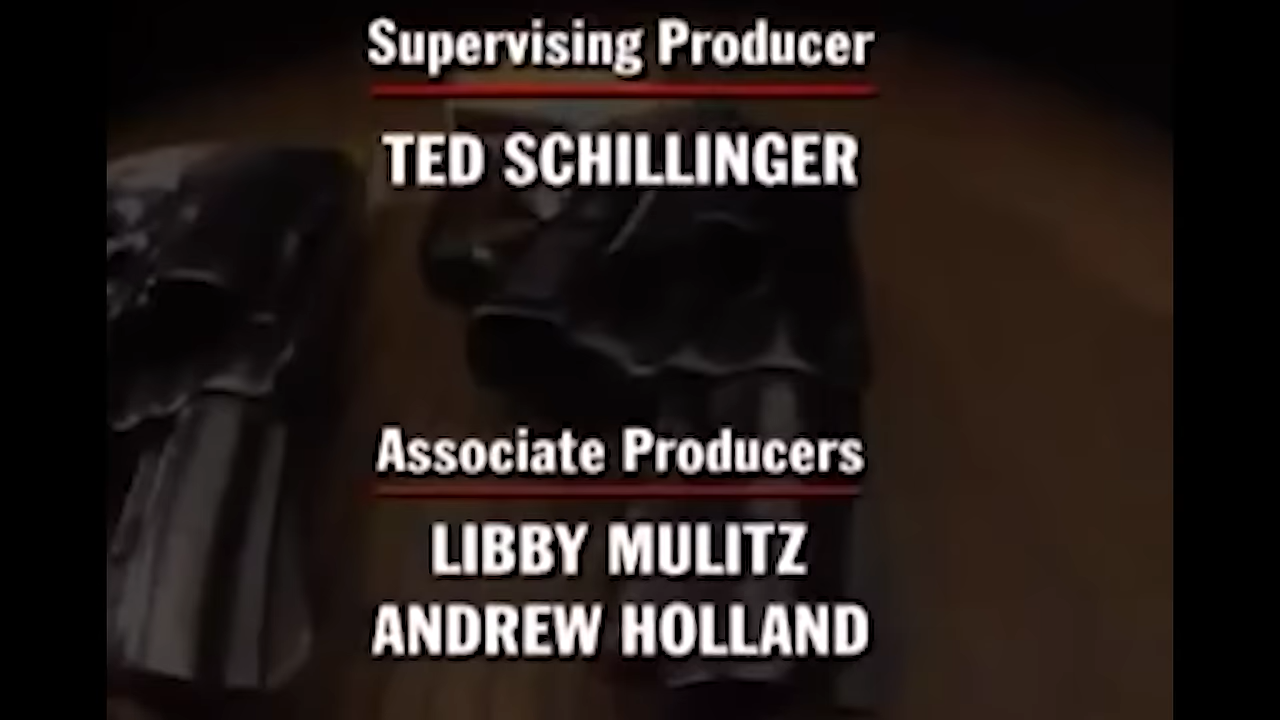 Supervising Producer
TED SCHILLINGER
Associate Producers
LIBBY MULITZ
ANDREW HOLLAND